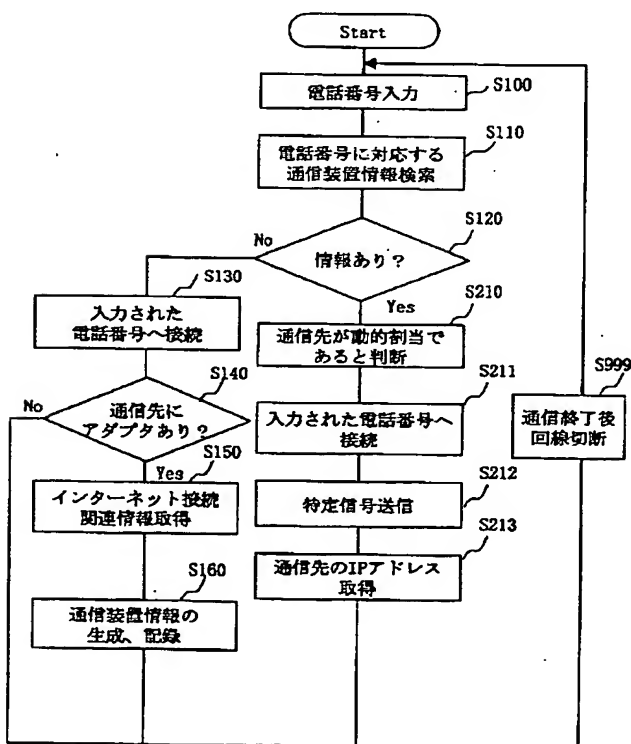 Start
電話番号入力
S100
電話番号に対応する
通信装置情報検索
S110
情報あり？
S120
No
Yes
入力された
電話番号へ接続
S130
通信先が動的割当で
あると判断
S210
通信先に
アダプタあり？
S140
No
Yes
入力された電話番号へ
接続
S211
通信終了後
回線切断
S999
インターネット接続
関連情報取得
S150
特定信号送信
S212
通信先のIPアドレス
取得
S213
通信装置情報の
生成、記録
S160